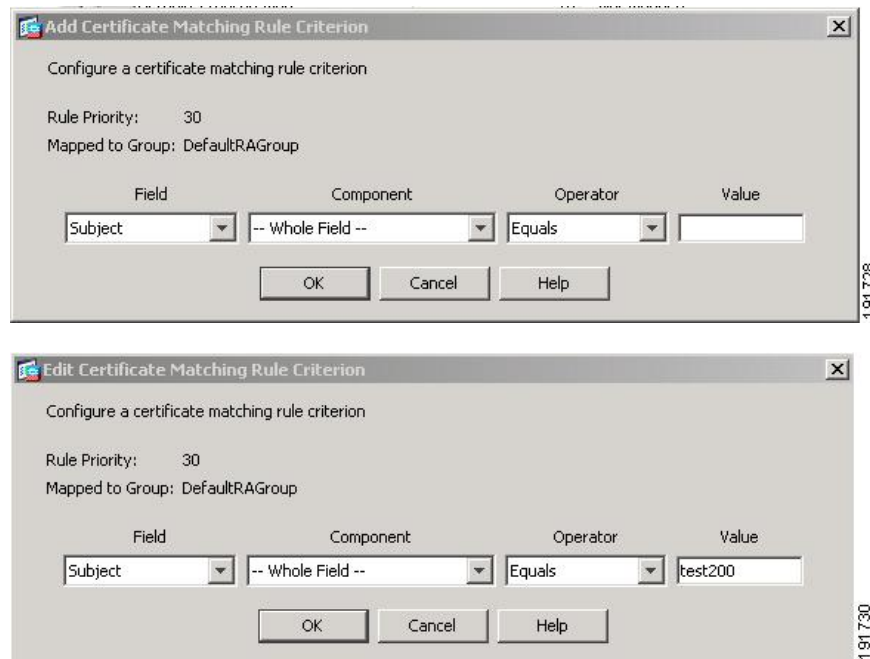 Add Certificate Matching Rule Criterion
Configure a certificate matching rule criterion
Rule Priority: 30
Mapped to Group: DefaultRAGroup
Field Component Operator Value
Subject -- Whole Field -- Equals
OK Cancel Help
191728
Edit Certificate Matching Rule Criterion
Configure a certificate matching rule criterion
Rule Priority: 30
Mapped to Group: DefaultRAGroup
Field Component Operator Value
Subject -- Whole Field -- Equals test200
OK Cancel Help
191730